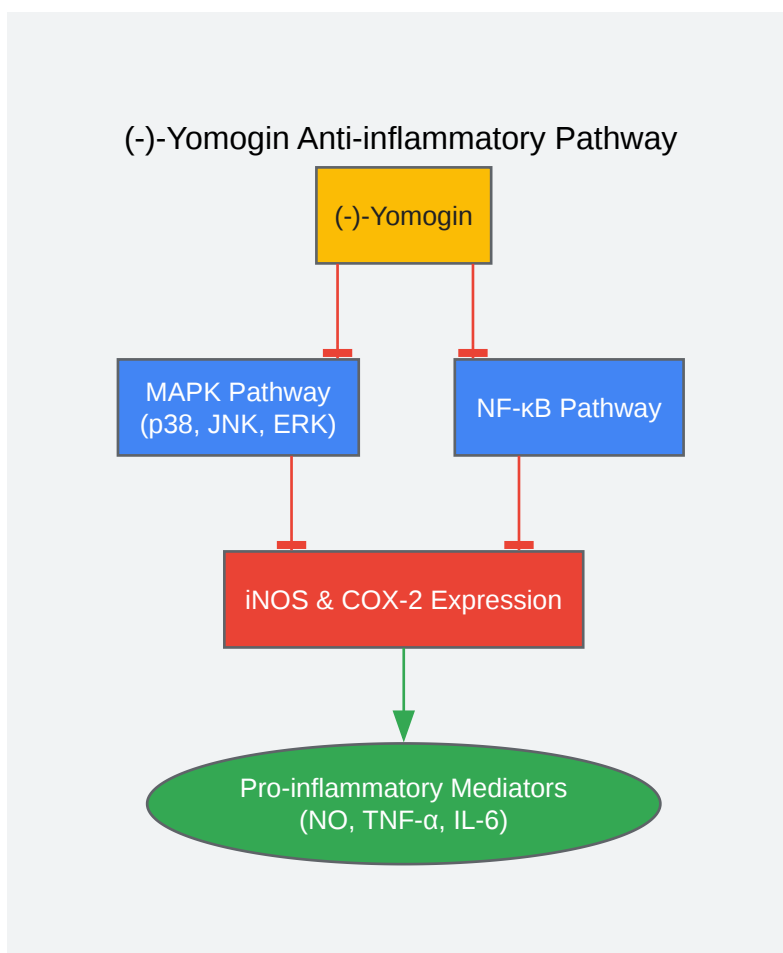 (-)-Yomogin Anti-inflammatory Pathway
(-)-Yomogin
MAPK Pathway
(p38, JNK, ERK)
NF-κB Pathway
iNOS & COX-2 Expression
Pro-inflammatory Mediators
(NO, TNF-α, IL-6)